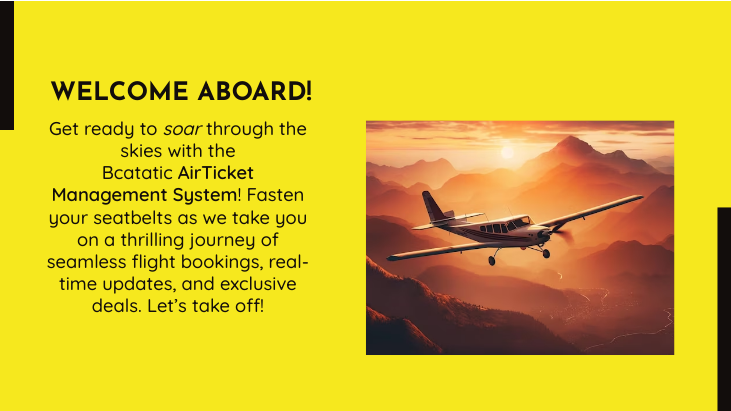 WELCOME ABOARD!
Get ready to soar through the
skies with the
Bcatatic AirTicket
Management System! Fasten
your seatbelts as we take you
on a thrilling journey of
seamless flight bookings, real-
time updates, and exclusive
deals. Let’s take off!